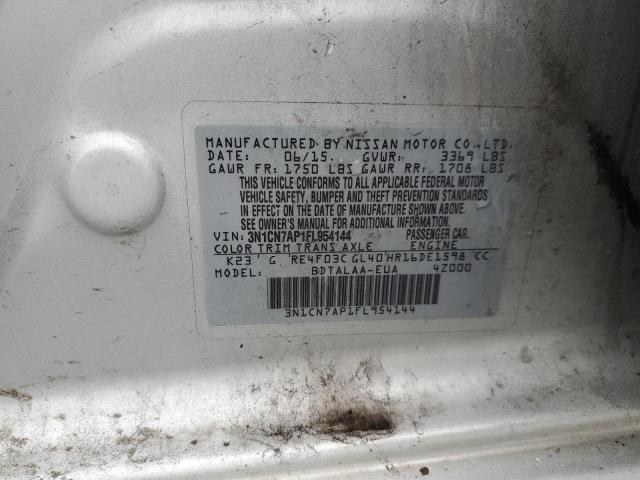 MANUFACTURED BY NISSAN MOTOR CO., LTD.
DATE: 06/15. GVWR: 3369 LBS
GAWR FR: 1750 LBS GAWR RR: 1708 LBS
THIS VEHICLE CONFORMS TO ALL APPLICABLE FEDERAL MOTOR
VEHICLE SAFETY, BUMPER AND THEFT PREVENTION STANDARDS
IN EFFECT ON THE DATE OF MANUFACTURE SHOWN ABOVE.
SEE OWNER'S MANUAL FOR ADDITIONAL INFORMATION.
VIN: 3N1CN7AP1FL954144 PASSENGER CAR.
COLOR TRIM TRANS AXLE ENGINE
K23 G RE4F03C GL40 HR16DE1598 CC
MODEL: BDTALAA-EUA 4Z000
3N1CN7AP1FL954144